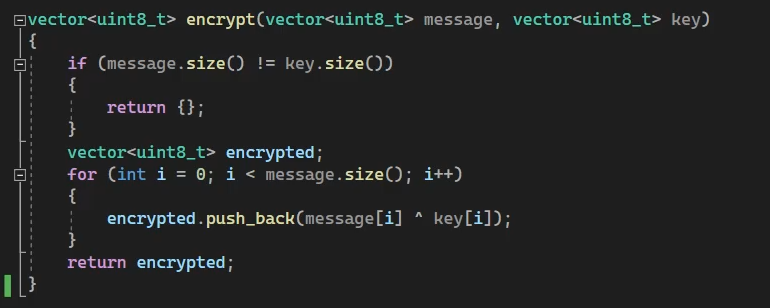 vector<uint8_t> encrypt(vector<uint8_t> message, vector<uint8_t> key)
{
    if (message.size() != key.size())
    {
        return {};
    }
    vector<uint8_t> encrypted;
    for (int i = 0; i < message.size(); i++)
    {
        encrypted.push_back(message[i] ^ key[i]);
    }
    return encrypted;
}